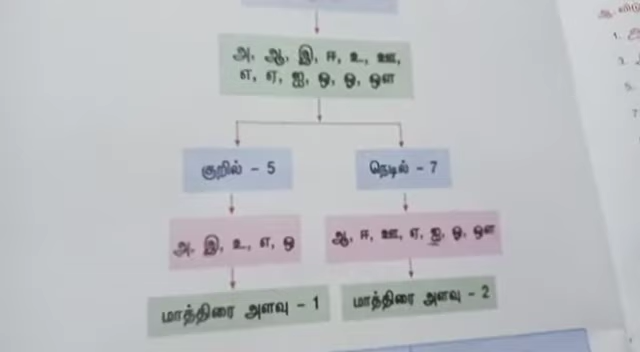 அ, ஆ, இ, ஈ, உ, ஊ,
எ, ஏ, ஐ, ஒ, ஓ, ஔ
குறில் - 5
நெடில் - 7
அ, இ, உ, எ, ஒ
ஆ, ஈ, ஊ, ஏ, ஐ, ஓ, ஔ
மாத்திரை அளவு - 1
மாத்திரை அளவு - 2